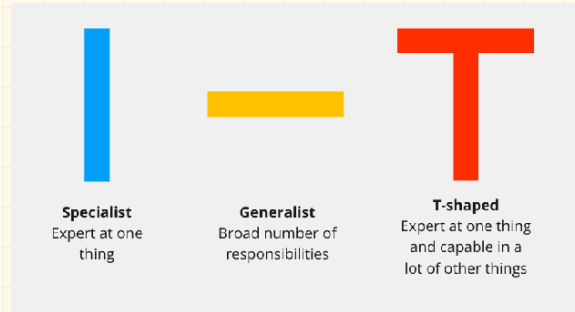 Specialist
Expert at one
thing
Generalist
Broad number of
responsibilities
T-shaped
Expert at one thing
and capable in a
lot of other things